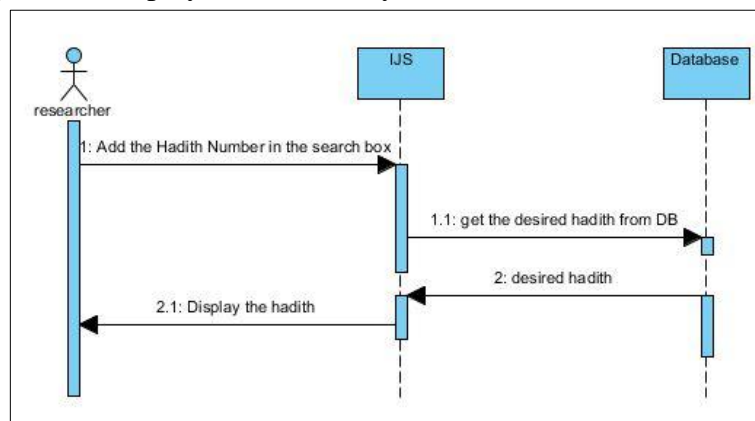 IJS
Database
researcher
1: Add the Hadith Number in the search box
1.1: get the desired hadith from DB
2: desired hadith
2.1: Display the hadith